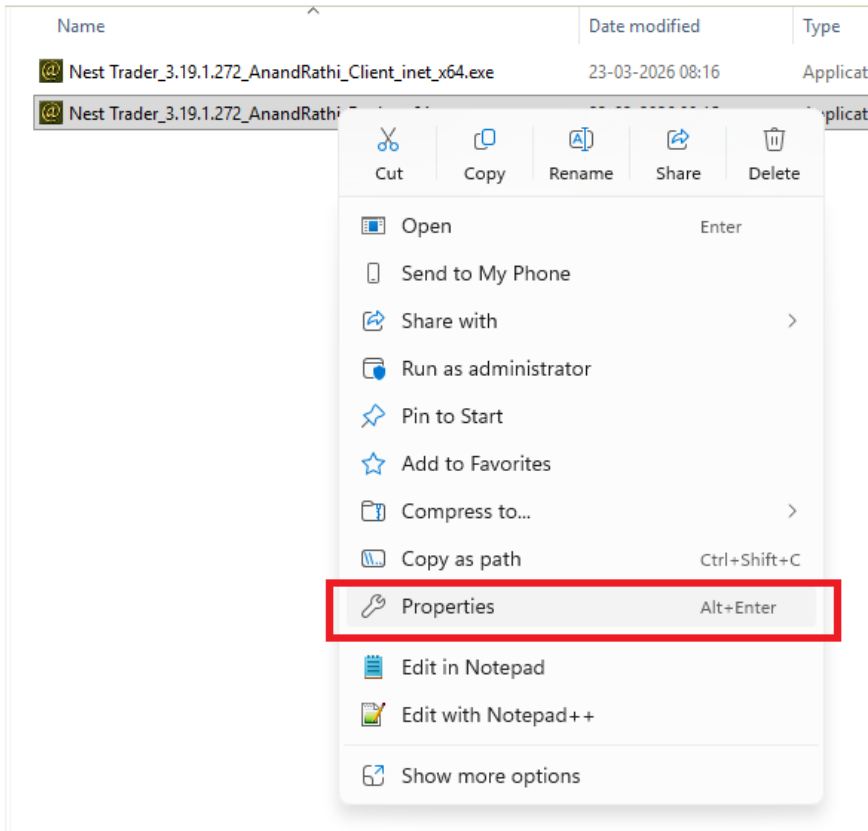 Name Date modified Type
Nest Trader_3.19.1.272_AnandRathi_Client_inet_x64.exe 23-03-2026 08:16 Applicat
Nest Trader_3.19.1.272_AnandRathi
Cut Copy Rename Share Delete
Open Enter
Send to My Phone
Share with
Run as administrator
Pin to Start
Add to Favorites
Compress to...
Copy as path Ctrl+Shift+C
Properties Alt+Enter
Edit in Notepad
Edit with Notepad++
Show more options